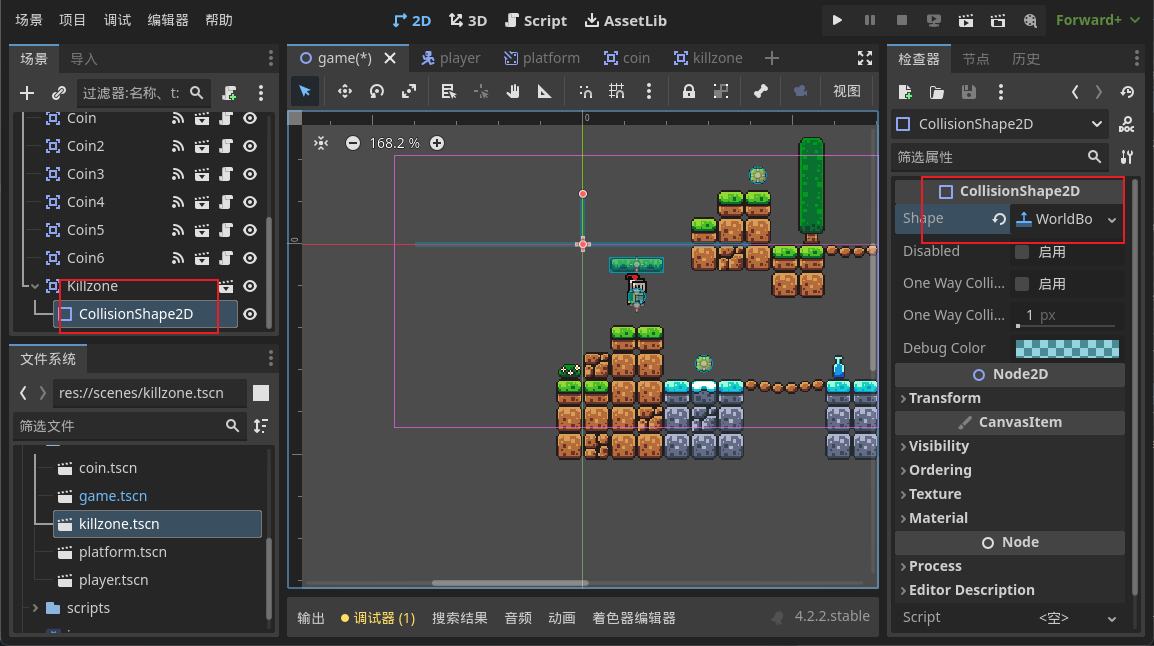 场景 项目 调试 编辑器 帮助 2D 3D Script AssetLib Forward+
场景 导入
过滤器:名称、t:
Coin
Coin2
Coin3
Coin4
Coin5
Coin6
Killzone
CollisionShape2D
文件系统
res://scenes/killzone.tscn
筛选文件
coin.tscn
game.tscn
killzone.tscn
platform.tscn
player.tscn
scripts
game(*) player platform coin killzone
视图
0
168.2 %
0
输出 调试器 (1) 搜索结果 音频 动画 着色器编辑器 4.2.2.stable
检查器 节点 历史
CollisionShape2D
DOC
筛选属性
CollisionShape2D
Shape WorldBo
Disabled 启用
One Way Colli... 启用
One Way Colli... 1 px
Debug Color
Node2D
Transform
CanvasItem
Visibility
Ordering
Texture
Material
Node
Process
Editor Description
Script <空>